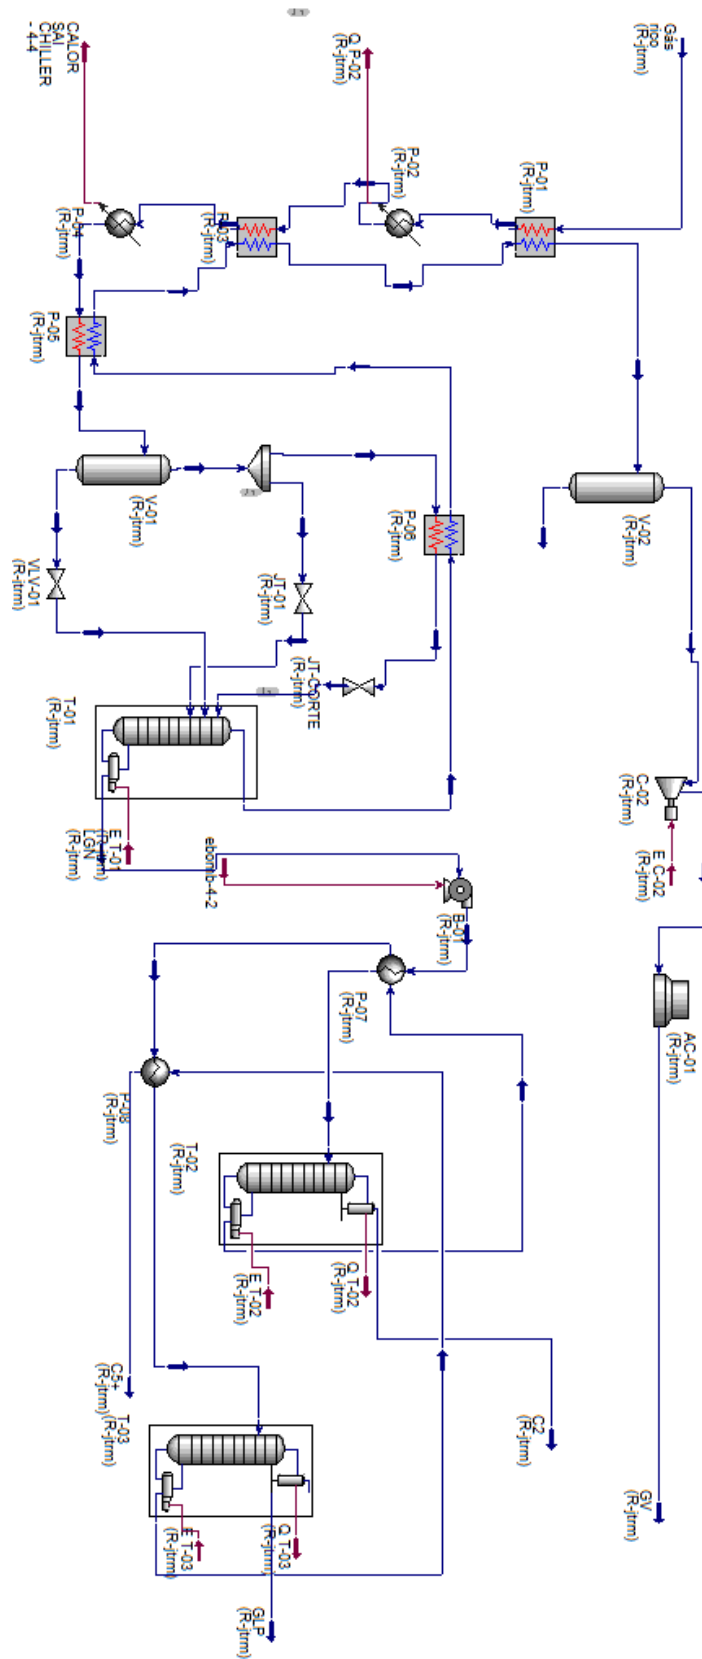 Gás
rico
(R-jtrm)
Q P-02
CALOR
SAI
CHILLER
- 4-4
P-01
(R-jtrm)
P-02
(R-jtrm)
P-03
(R-jtrm)
P-04
(R-jtrm)
P-05
(R-jtrm)
V-01
(R-jtrm)
V-02
(R-jtrm)
P-06
(R-jtrm)
JT-01
(R-jtrm)
VLV-01
(R-jtrm)
JT-CORTE
(R-jtrm)
T-01
(R-jtrm)
C-02
(R-jtrm)
E C-02
(R-jtrm)
E T-01
(R-jtrm)
LGN
(R-jtrm)
ebomb-4-2
B-01
(R-jtrm)
AC-01
(R-jtrm)
P-07
(R-jtrm)
P-08
(R-jtrm)
T-02
(R-jtrm)
E T-02
(R-jtrm)
Q T-02
(R-jtrm)
C5+
(R-jtrm)
T-03
(R-jtrm)
C2
(R-jtrm)
GV
(R-jtrm)
E T-03
(R-jtrm)
Q T-03
(R-jtrm)
GLP
(R-jtrm)